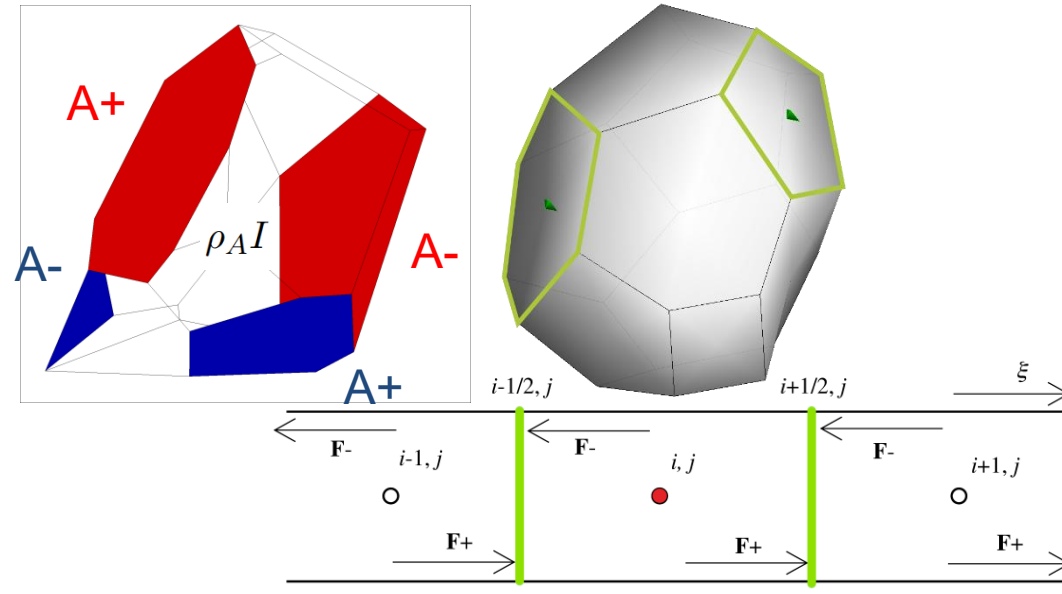 A+
ρ_A I
A-
A-
A+
i-1/2, j
i+1/2, j
ξ
F-
F-
F-
i-1, j
i, j
i+1, j
F+
F+
F+